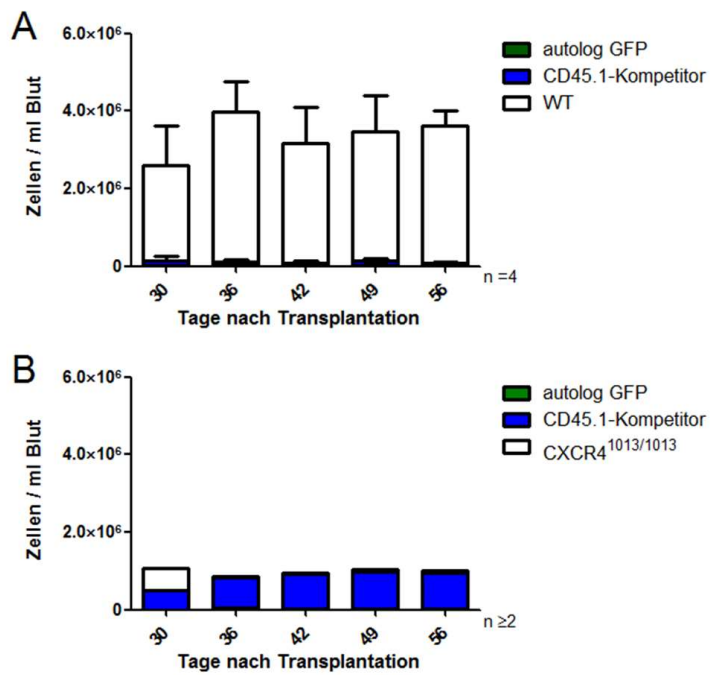 A
6.0×10⁶
4.0×10⁶
2.0×10⁶
0
Zellen / ml Blut
30 36 42 49 56
Tage nach Transplantation
n =4
autolog GFP
CD45.1-Kompetitor
WT
B
6.0×10⁶
4.0×10⁶
2.0×10⁶
0
Zellen / ml Blut
30 36 42 49 56
Tage nach Transplantation
n ≥2
autolog GFP
CD45.1-Kompetitor
CXCR4¹⁰¹³/¹⁰¹³